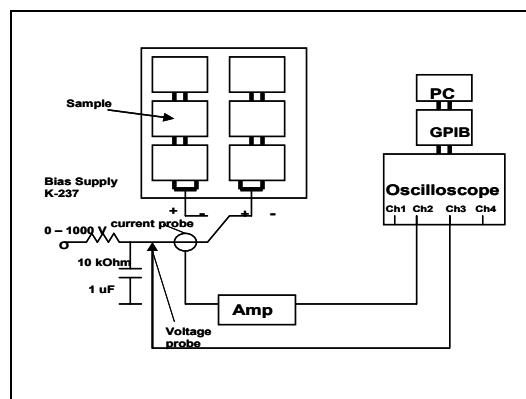 Sample
PC
GPIB
Oscilloscope
Ch1 Ch2 Ch3 Ch4
Bias Supply
K-237
+ - + -
current probe
0 – 1000 V
10 kOhm
1 uF
Amp
Voltage
probe